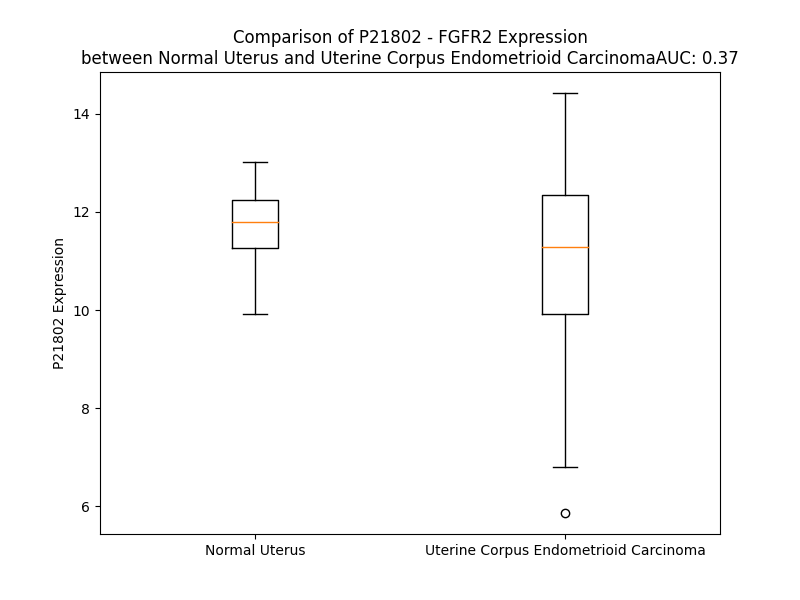 Comparison of P21802 - FGFR2 Expression
between Normal Uterus and Uterine Corpus Endometrioid CarcinomaAUC: 0.37
P21802 Expression
14
12
10
8
6
Normal Uterus
Uterine Corpus Endometrioid Carcinoma